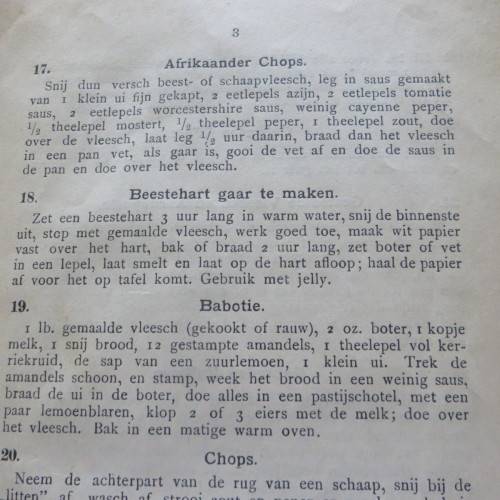 3
17. Afrikaander Chops.
Snij dun versch beest- of schaapvleesch, leg in saus gemaakt
van 1 klein ui fijn gekapt, 2 eetlepels azijn, 2 eetlepels tomatie
saus, 2 eetlepels worcestershire saus, weinig cayenne peper,
½ theelepel mostert, ½ theelepel peper, 1 theelepel zout, doe
over de vleesch, laat leg ½ uur daarin, braad dan het vleesch
in een pan vet, als gaar is, gooi de vet af en doe de saus in
de pan en doe over het vleesch.
18. Beestehart gaar te maken.
Zet een beestehart 3 uur lang in warm water, snij de binnenste
uit, stop met gemaalde vleesch, werk goed toe, maak wit papier
vast over het hart, bak of braad 2 uur lang, zet boter of vet
in een lepel, laat smelt en laat op de hart afloop; haal de papier
af voor het op tafel komt. Gebruik met jelly.
19. Babotie.
1 lb. gemaalde vleesch (gekookt of rauw), 2 oz. boter, 1 kopje
melk, 1 snij brood, 12 gestampte amandels, 1 theelepel vol ker-
riekruid, de sap van een zuurlemoen, 1 klein ui. Trek de
amandels schoon, en stamp, week het brood in een weinig saus,
braad de ui in de boter, doe alles in een pastijschotel, met een
paar lemoenblaren, klop 2 of 3 eiers met de melk; doe over
het vleesch. Bak in een matige warm oven.
20. Chops.
Neem de achterpart van de rug van een schaap, snij bij de
„litten” af, wasch af, strooi zout en peper